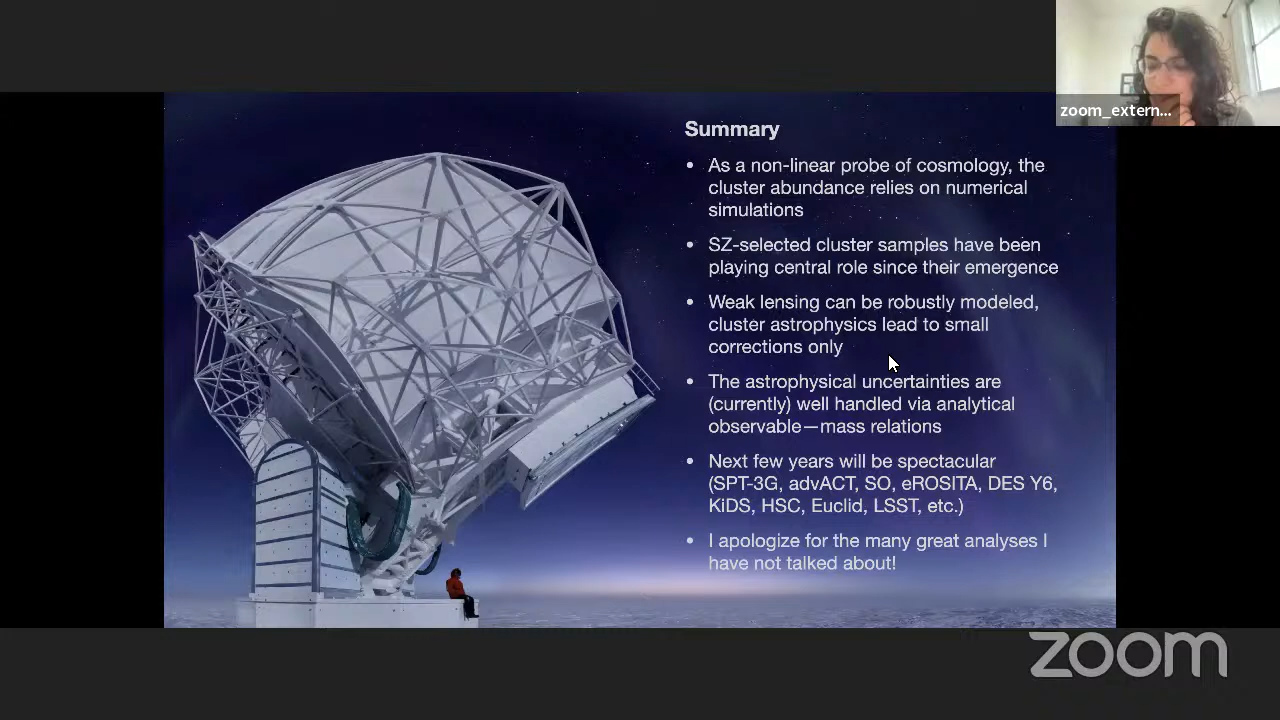 zoom_extern...
Summary
• As a non-linear probe of cosmology, the
cluster abundance relies on numerical
simulations
• SZ-selected cluster samples have been
playing central role since their emergence
• Weak lensing can be robustly modeled,
cluster astrophysics lead to small
corrections only
• The astrophysical uncertainties are
(currently) well handled via analytical
observable—mass relations
• Next few years will be spectacular
(SPT-3G, advACT, SO, eROSITA, DES Y6,
KiDS, HSC, Euclid, LSST, etc.)
• I apologize for the many great analyses I
have not talked about!
zoom